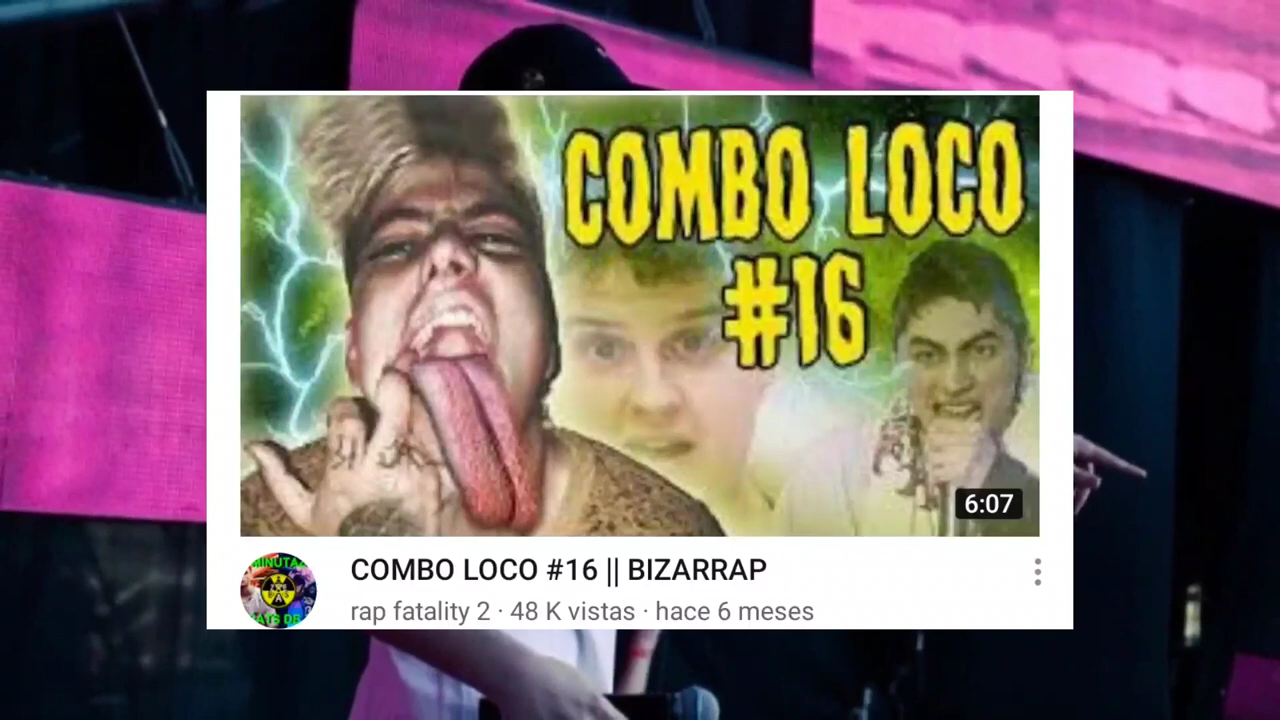 COMBO LOCO
#16
6:07
COMBO LOCO #16 || BIZARRAP
rap fatality 2 · 48 K vistas · hace 6 meses